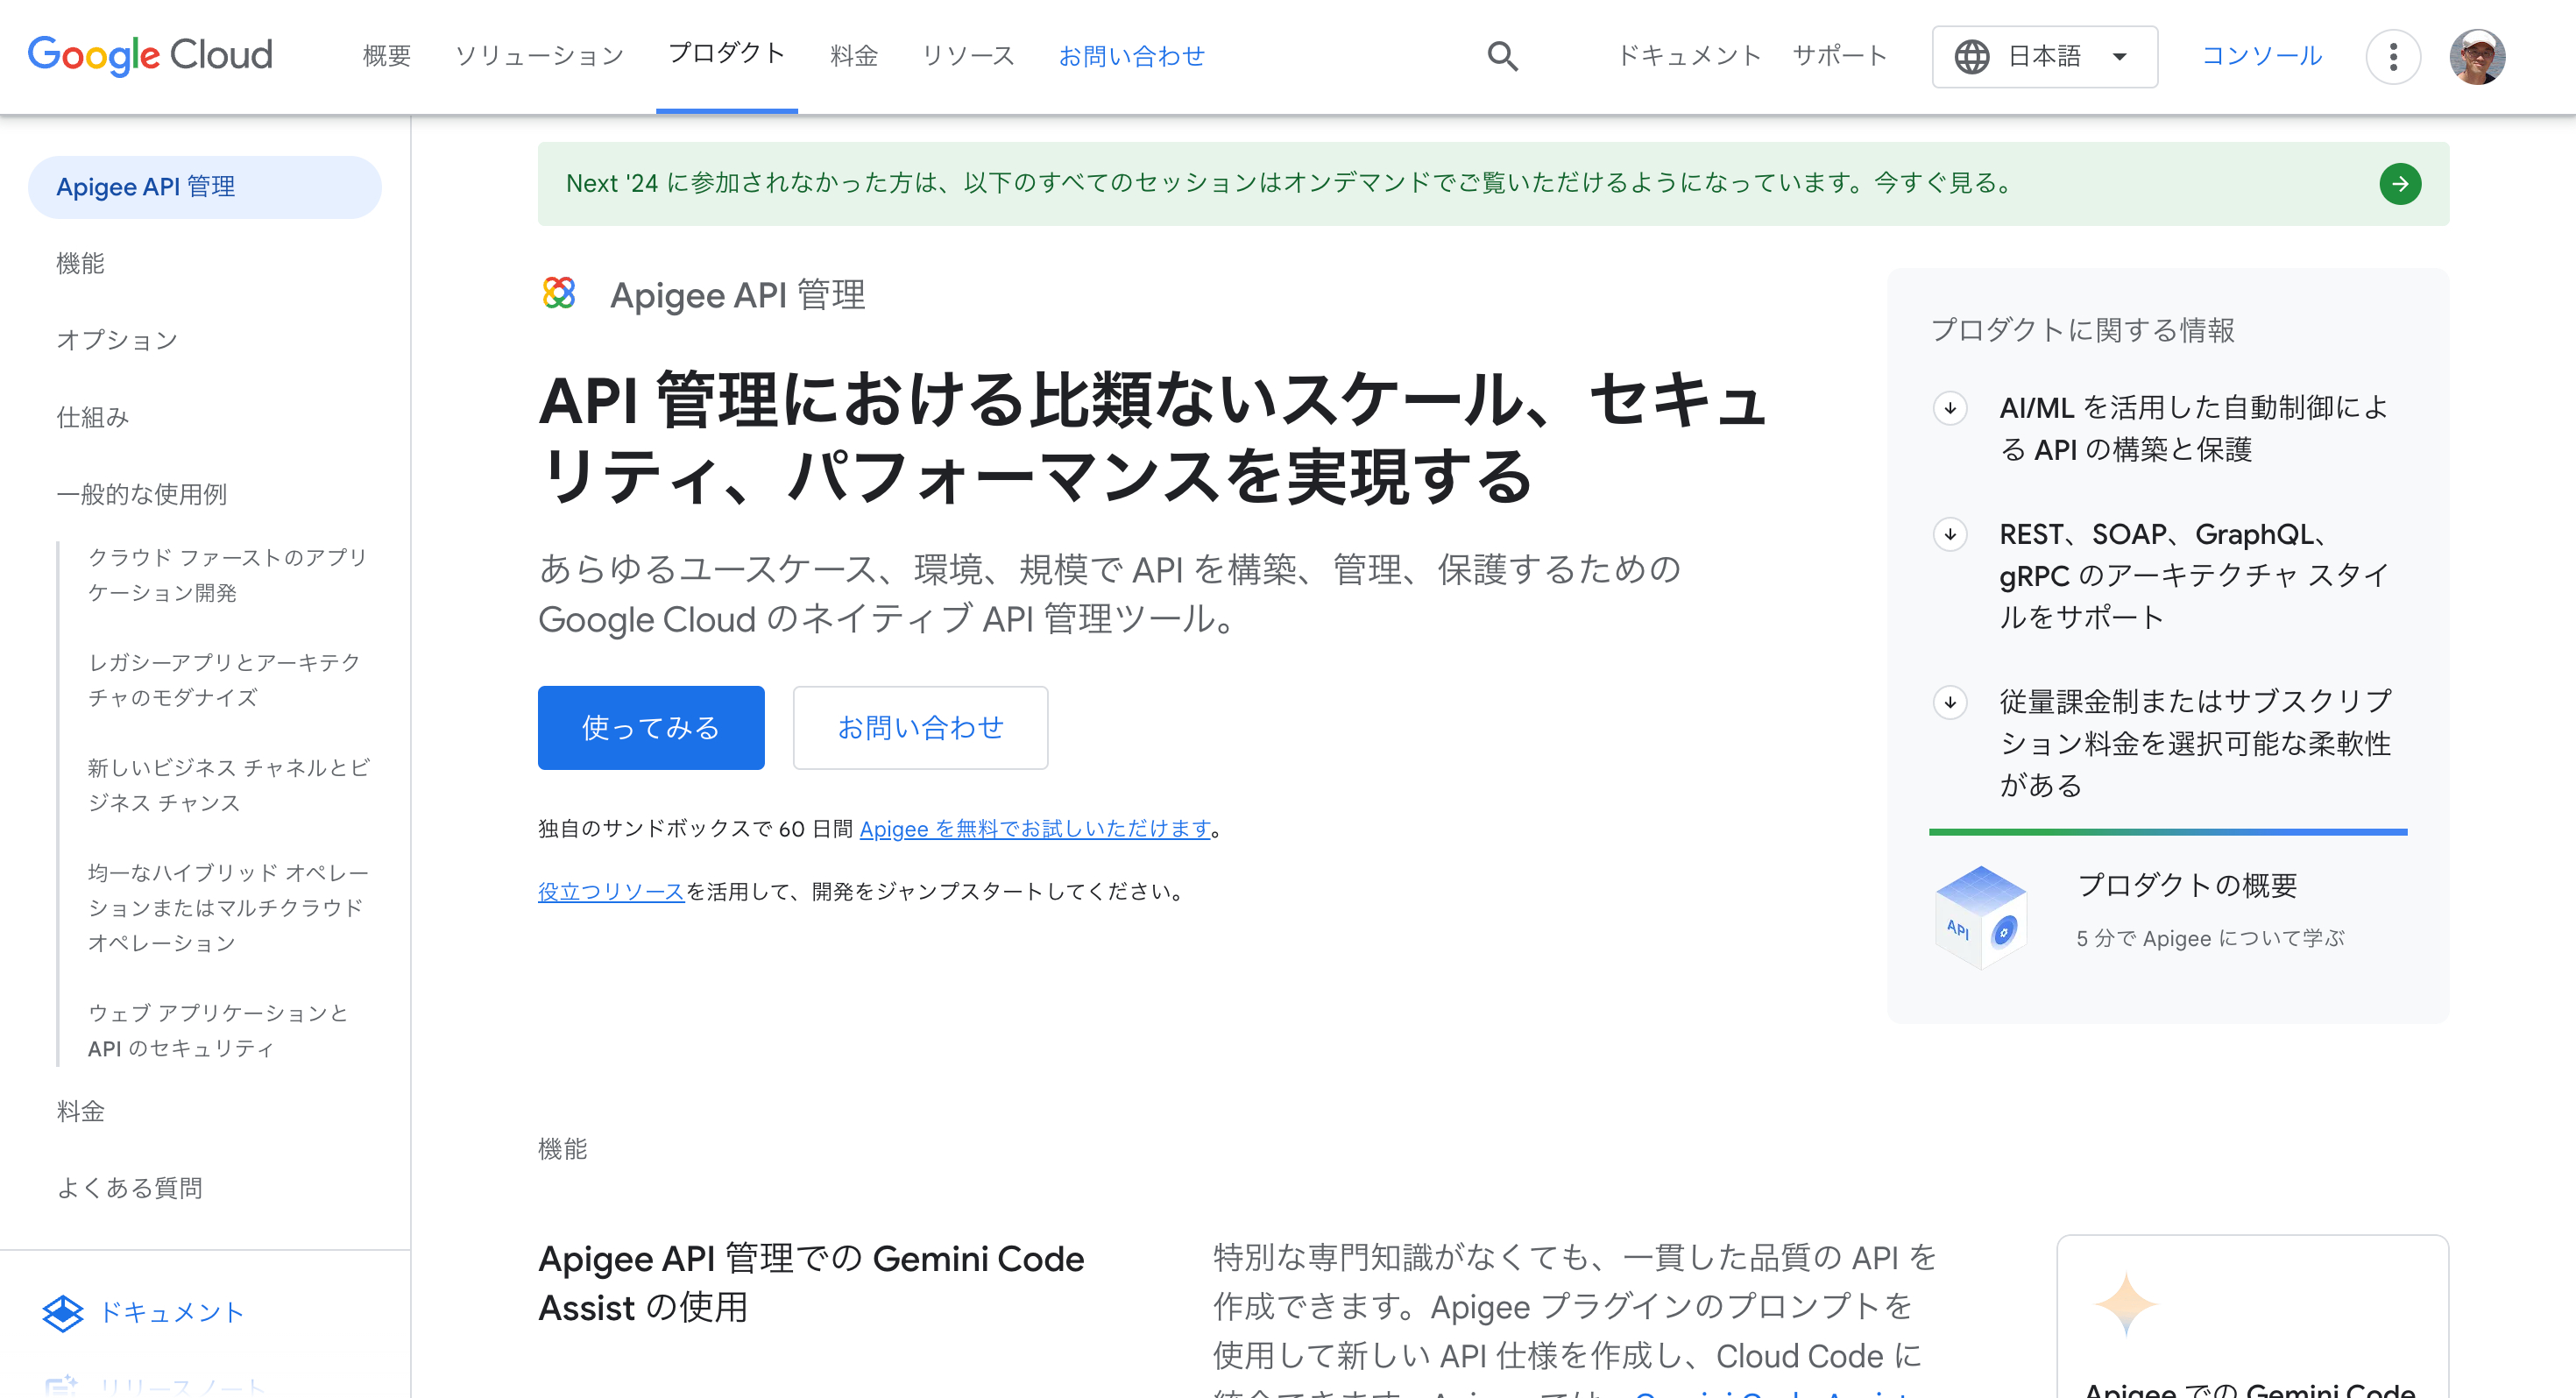 Google Cloud
概要
ソリューション
プロダクト
料金
リソース
お問い合わせ
ドキュメント
サポート
日本語
コンソール
Apigee API 管理
機能
オプション
仕組み
一般的な使用例
クラウド ファーストのアプリ
ケーション開発
レガシーアプリとアーキテク
チャのモダナイズ
新しいビジネス チャネルとビ
ジネス チャンス
均一なハイブリッド オペレー
ションまたはマルチクラウド
オペレーション
ウェブ アプリケーションと
API のセキュリティ
料金
よくある質問
ドキュメント
リリースノート
Next '24 に参加されなかった方は、以下のすべてのセッションはオンデマンドでご覧いただけるようになっています。今すぐ見る。
Apigee API 管理
API 管理における比類ないスケール、セキュ
リティ、パフォーマンスを実現する
あらゆるユースケース、環境、規模で API を構築、管理、保護するための
Google Cloud のネイティブ API 管理ツール。
使ってみる
お問い合わせ
独自のサンドボックスで 60 日間 Apigee を無料でお試しいただけます。
役立つリソースを活用して、開発をジャンプスタートしてください。
プロダクトに関する情報
AI/ML を活用した自動制御によ
る API の構築と保護
REST、SOAP、GraphQL、
gRPC のアーキテクチャ スタイ
ルをサポート
従量課金制またはサブスクリプ
ション料金を選択可能な柔軟性
がある
API
プロダクトの概要
5 分で Apigee について学ぶ
機能
Apigee API 管理での Gemini Code
Assist の使用
特別な専門知識がなくても、一貫した品質の API を
作成できます。Apigee プラグインのプロンプトを
使用して新しい API 仕様を作成し、Cloud Code に
統合できます。Apigee では、Gemini Code Assist
Apigee での Gemini Code